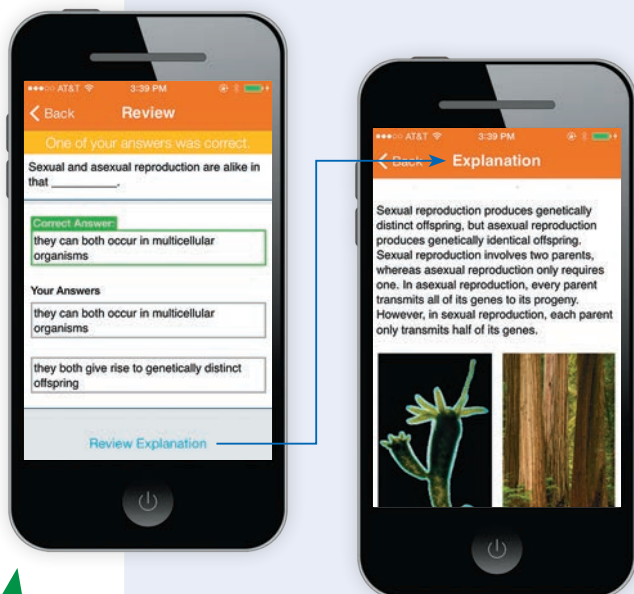 AT&T 3:39 PM
Back Review
One of your answers was correct.
Sexual and asexual reproduction are alike in
that ________.
Correct Answer:
they can both occur in multicellular
organisms
Your Answers
they can both occur in multicellular
organisms
they both give rise to genetically distinct
offspring
Review Explanation
AT&T 3:39 PM
Back Explanation
Sexual reproduction produces genetically
distinct offspring, but asexual reproduction
produces genetically identical offspring.
Sexual reproduction involves two parents,
whereas asexual reproduction only requires
one. In asexual reproduction, every parent
transmits all of its genes to its progeny.
However, in sexual reproduction, each parent
only transmits half of its genes.